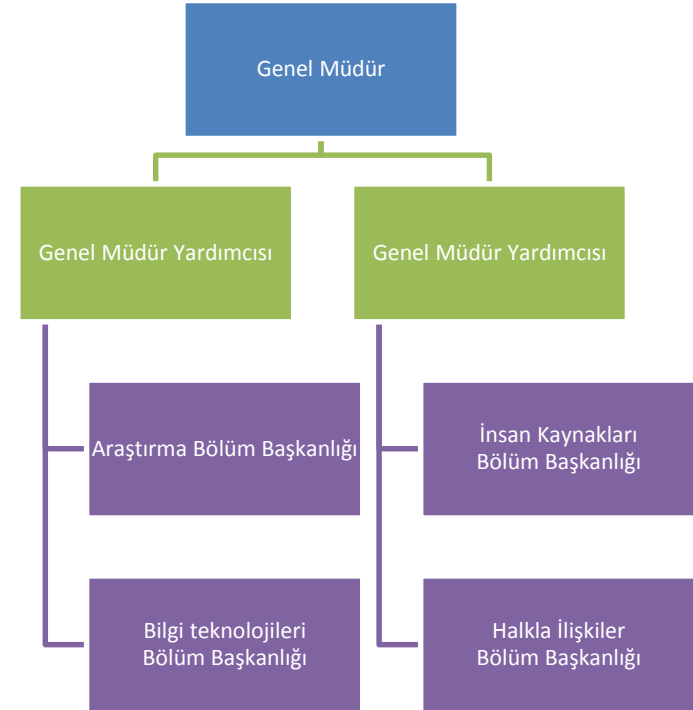 Genel Müdür
Genel Müdür Yardımcısı
Genel Müdür Yardımcısı
Araştırma Bölüm Başkanlığı
İnsan Kaynakları
Bölüm Başkanlığı
Bilgi teknolojileri
Bölüm Başkanlığı
Halkla İlişkiler
Bölüm Başkanlığı